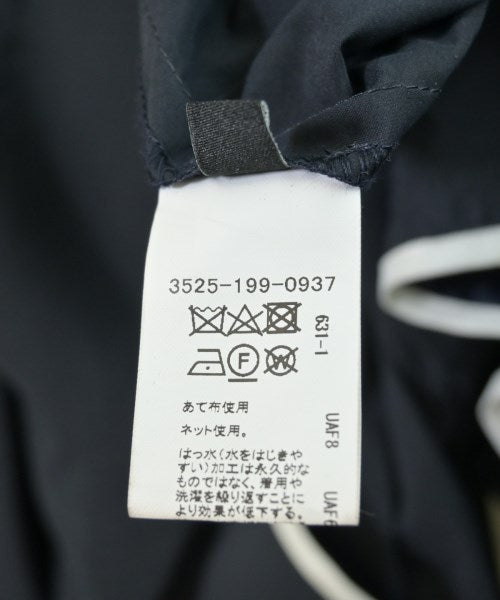 3525-199-0937
631-1
F W
あて布使用
ネット使用。
UAF8
はっ水(水をはじきや
すい)加工は永久的な
ものではなく、着用や
洗濯を繰り返すことに
より効果が低下する。
UAF6